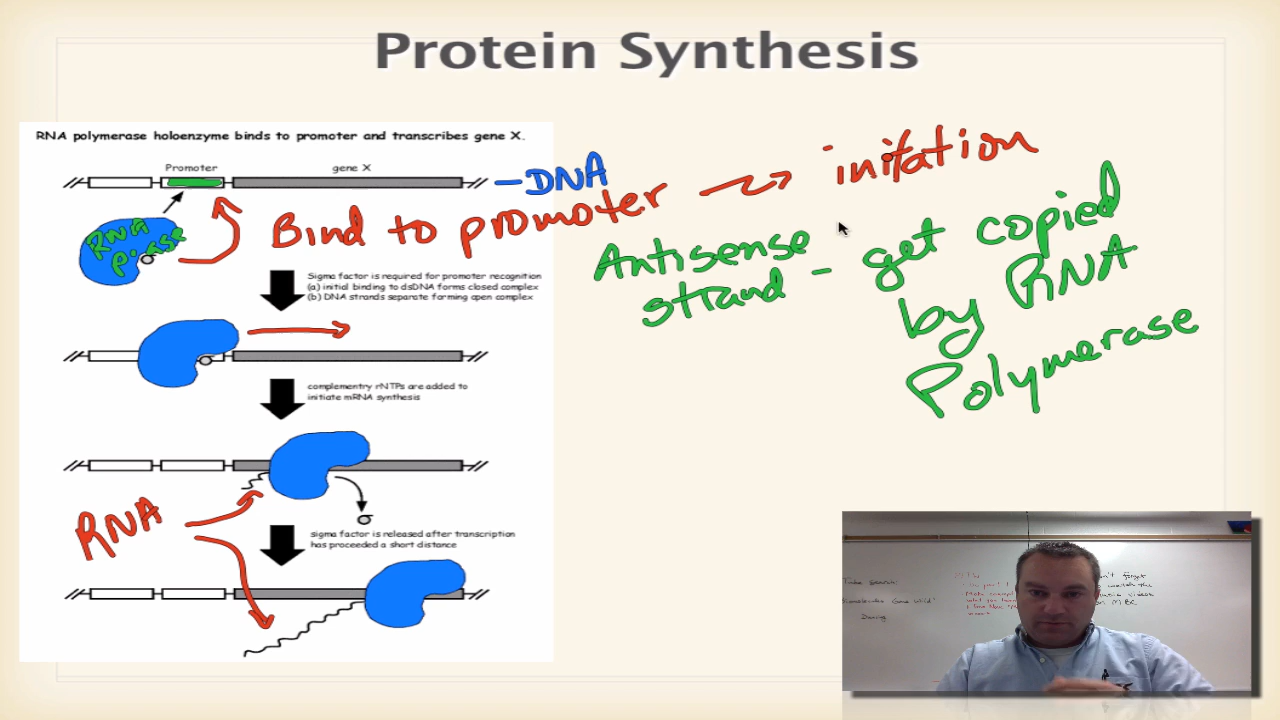 Protein Synthesis
RNA polymerase holoenzyme binds to promoter and transcribes gene X.
Promoter
gene X
DNA
RNA
P'ase
Bind to promoter
initation
Antisense
strand - get copied
by RNA
Polymerase
Sigma factor is required for promoter recognition
(a) initial binding to dsDNA forms closed complex
(b) DNA strands separate forming open complex
complementry rNTPs are added to
initiate mRNA synthesis
RNA
sigma factor is released after transcription
has proceeded a short distance